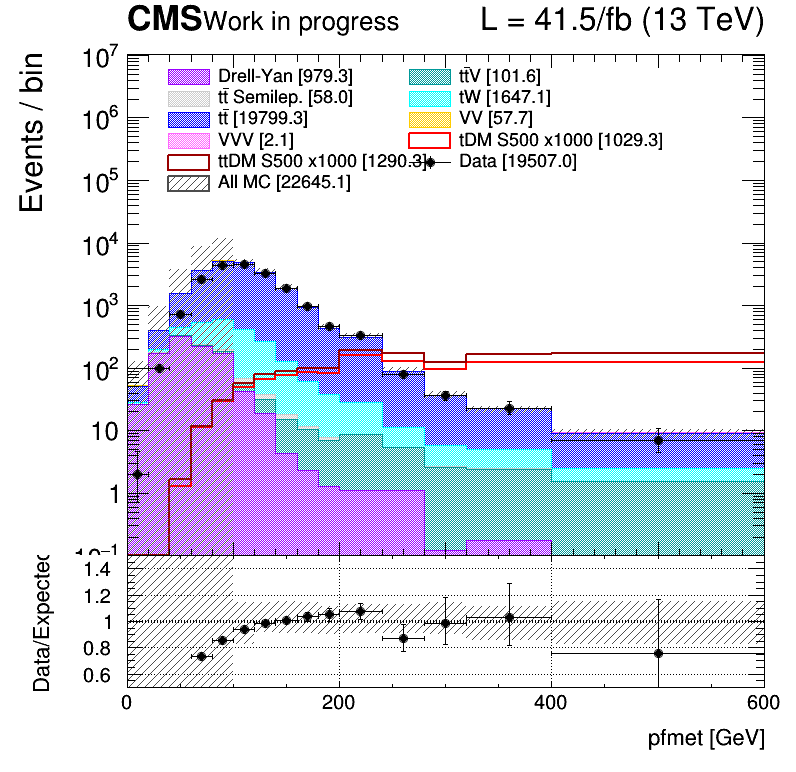 CMS Work in progress L = 41.5/fb (13 TeV)
Events / bin
10⁷
10⁶
10⁵
10⁴
10³
10²
10
1
10⁻¹
Drell-Yan [979.3] tt̄V [101.6]
tt̄ Semilep. [58.0] tW [1647.1]
tt̄ [19799.3] VV [57.7]
VVV [2.1] tDM S500 x1000 [1029.3]
ttDM S500 x1000 [1290.3] Data [19507.0]
All MC [22645.1]
Data/Expected
1.4
1.2
1
0.8
0.6
0 200 400 600
pfmet [GeV]